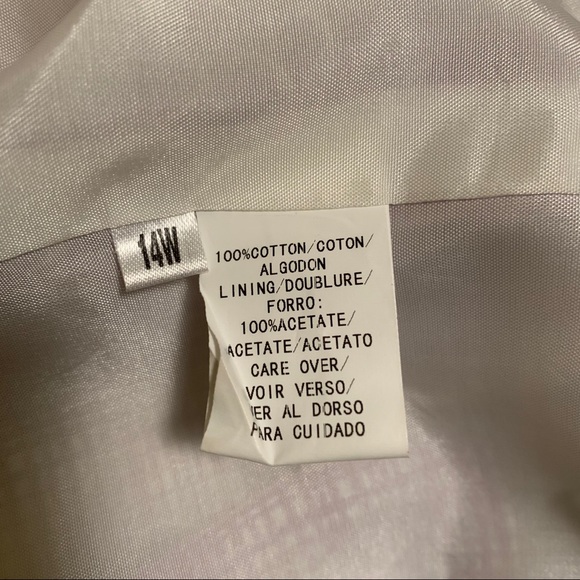 14W
100%COTTON/COTON/
ALGODON
LINING/DOUBLURE/
FORRO:
100%ACETATE/
ACETATE/ACETATO
CARE OVER/
VOIR VERSO/
VER AL DORSO
PARA CUIDADO